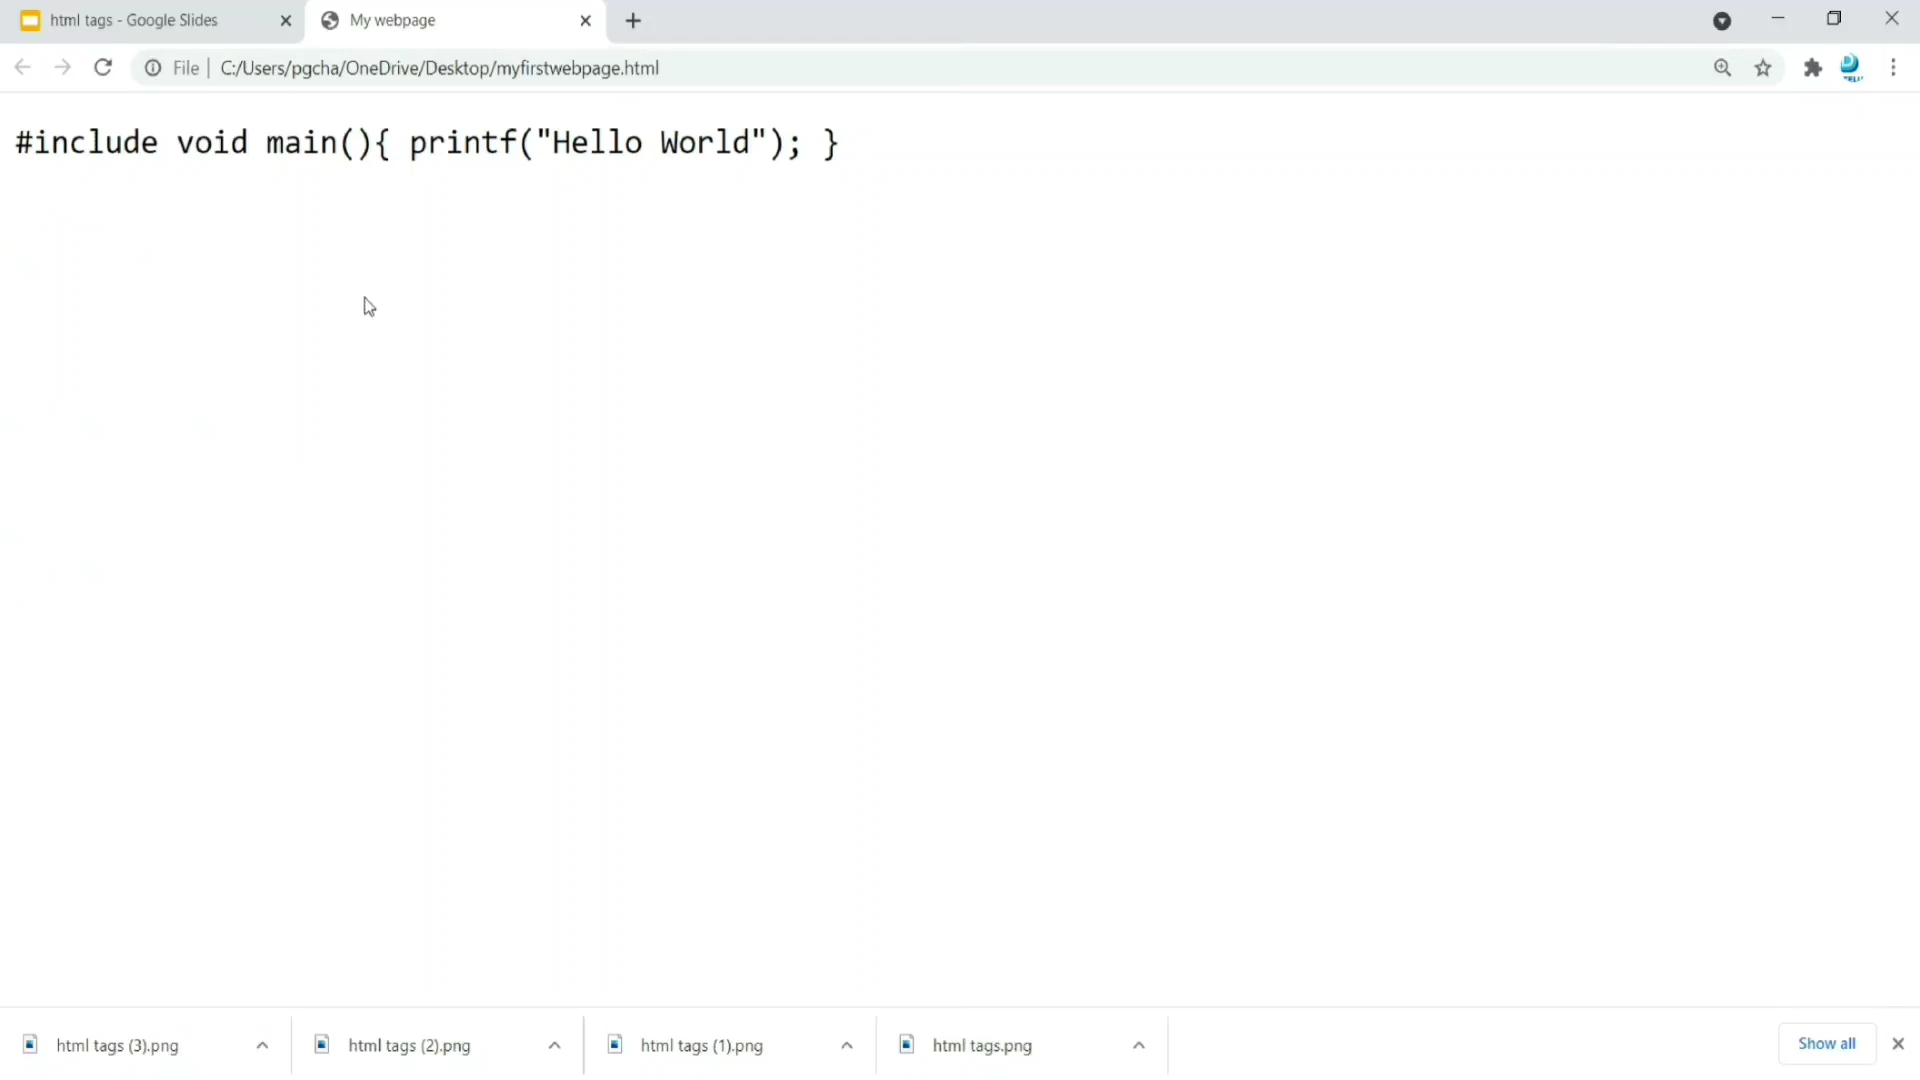 html tags - Google Slides
My webpage
File
C:/Users/pgcha/OneDrive/Desktop/myfirstwebpage.html
#include void main(){ printf("Hello World"); }
html tags (3).png
html tags (2).png
html tags (1).png
html tags.png
Show all